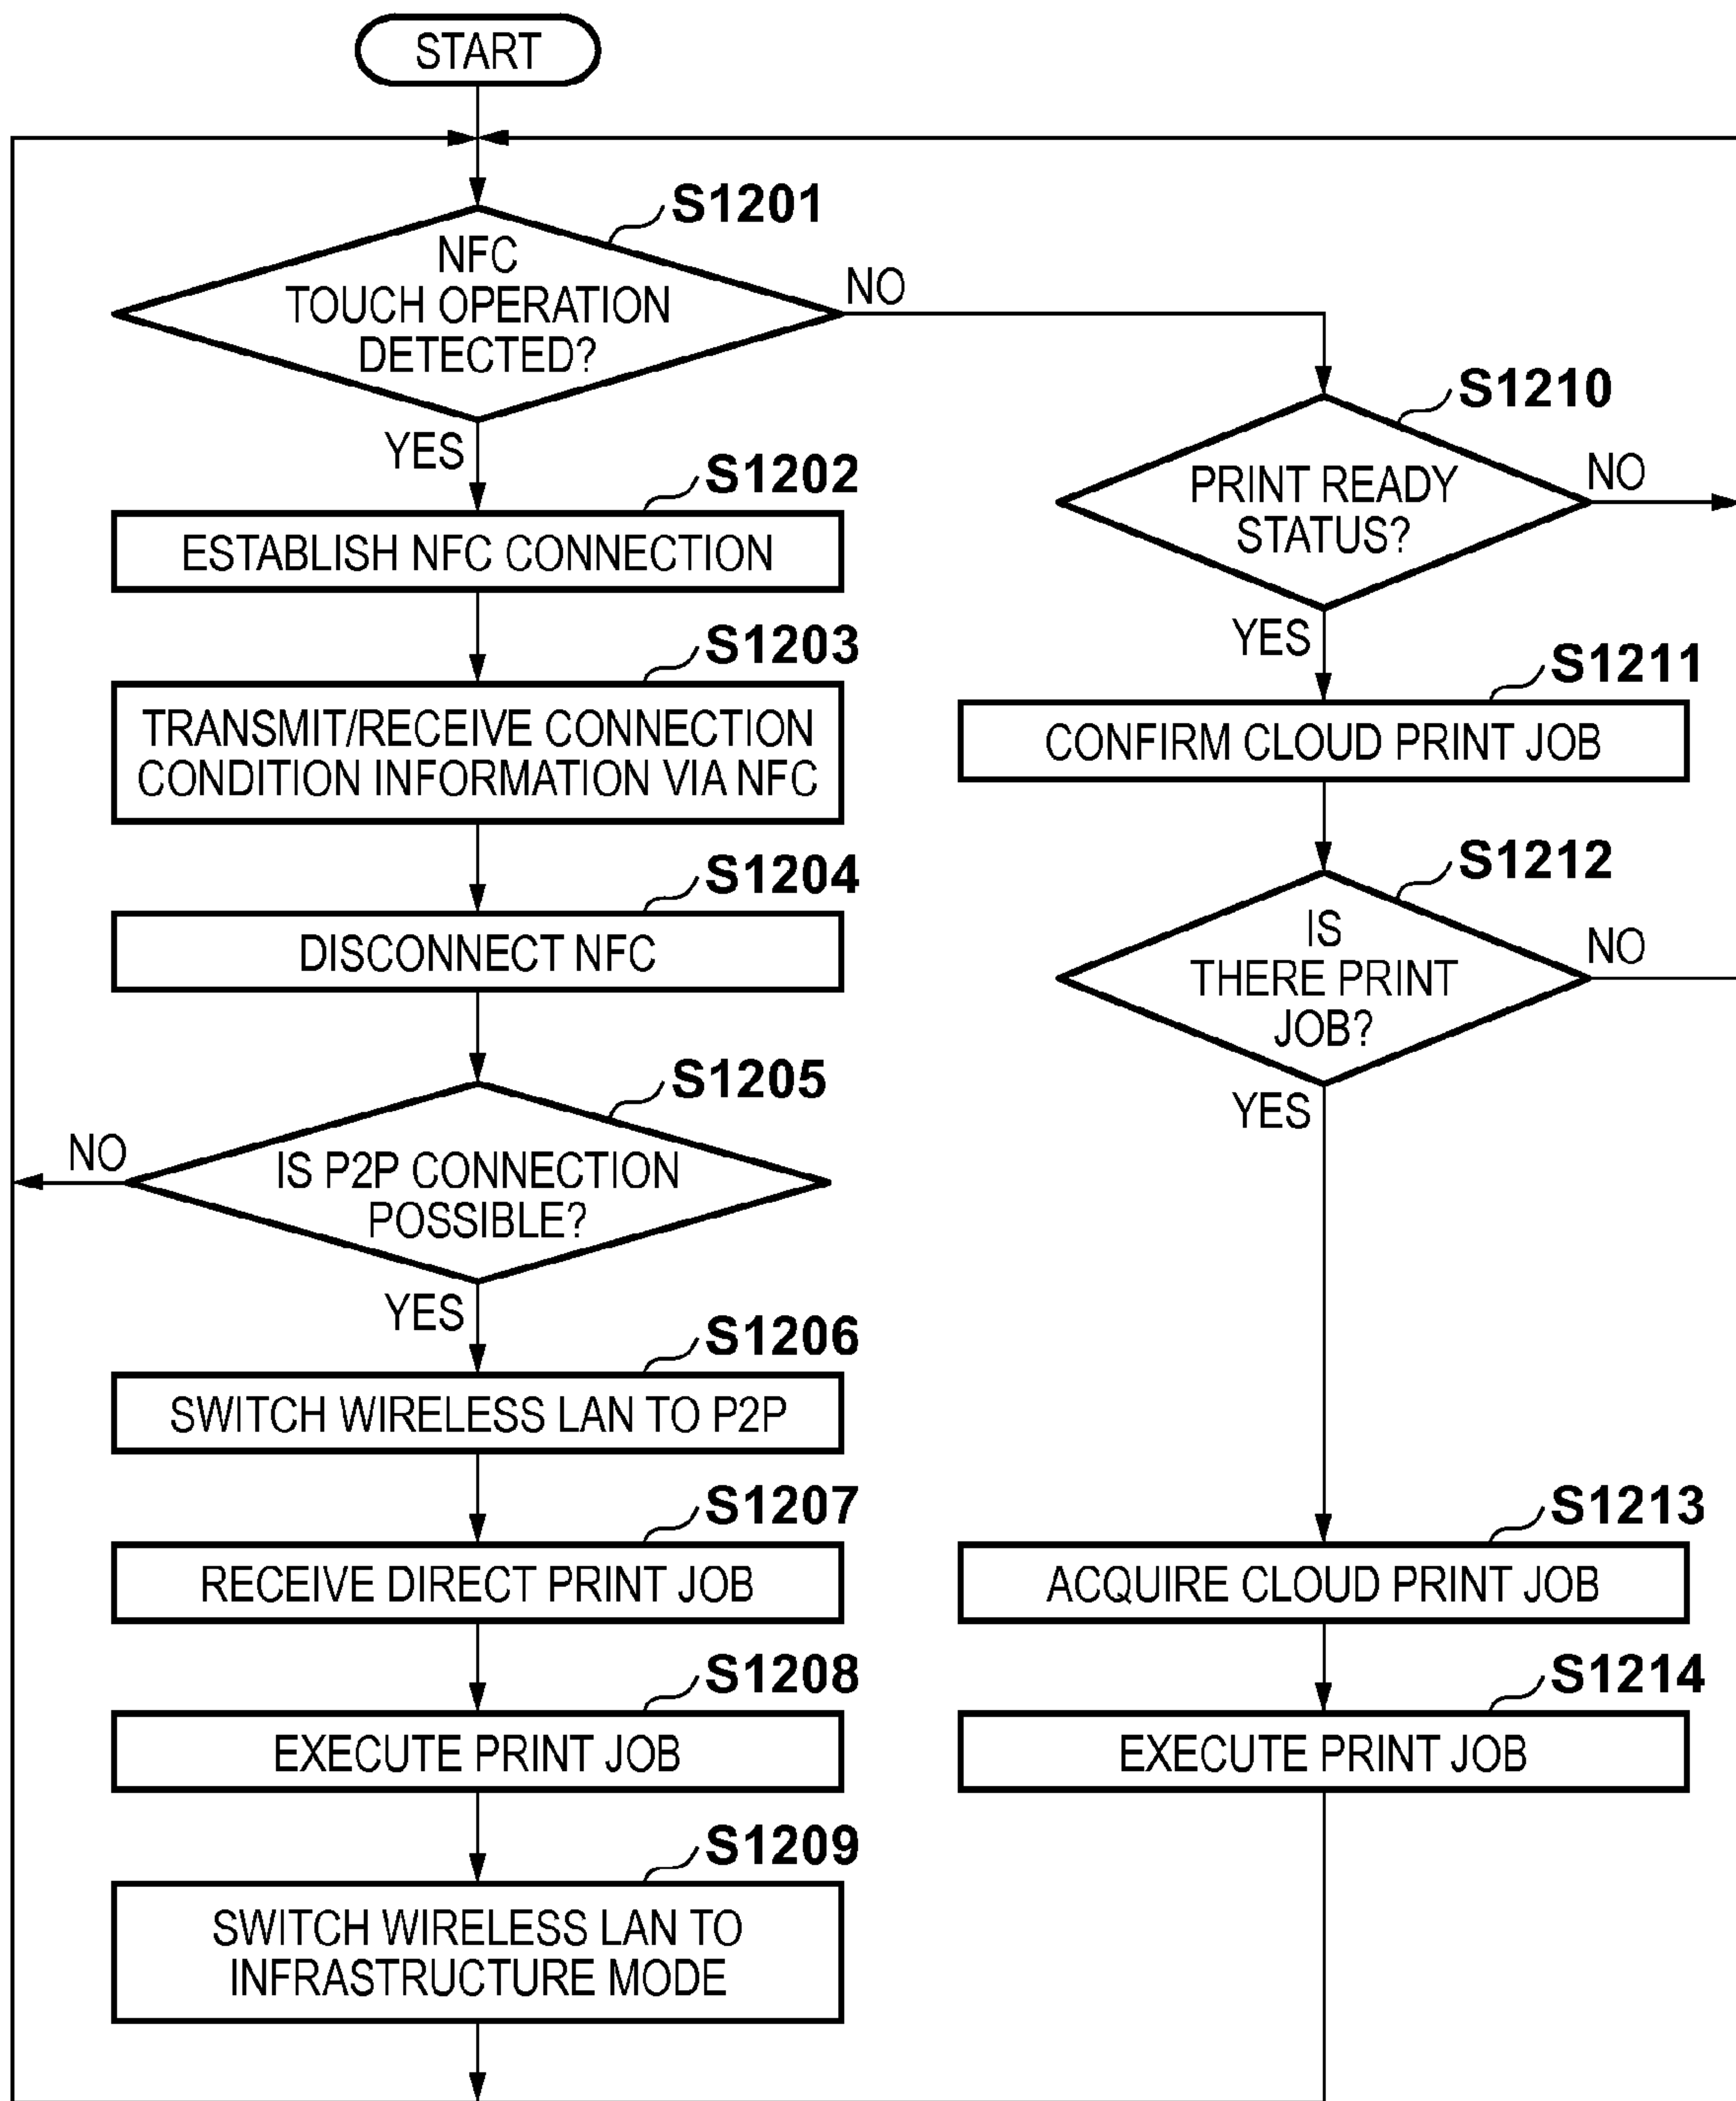 START
S1201
NFC
TOUCH OPERATION
DETECTED?
NO
YES
S1202
ESTABLISH NFC CONNECTION
S1203
TRANSMIT/RECEIVE CONNECTION
CONDITION INFORMATION VIA NFC
S1204
DISCONNECT NFC
S1205
IS P2P CONNECTION
POSSIBLE?
NO
YES
S1206
SWITCH WIRELESS LAN TO P2P
S1207
RECEIVE DIRECT PRINT JOB
S1208
EXECUTE PRINT JOB
S1209
SWITCH WIRELESS LAN TO
INFRASTRUCTURE MODE
S1210
PRINT READY
STATUS?
NO
YES
S1211
CONFIRM CLOUD PRINT JOB
S1212
IS
THERE PRINT
JOB?
NO
YES
S1213
ACQUIRE CLOUD PRINT JOB
S1214
EXECUTE PRINT JOB